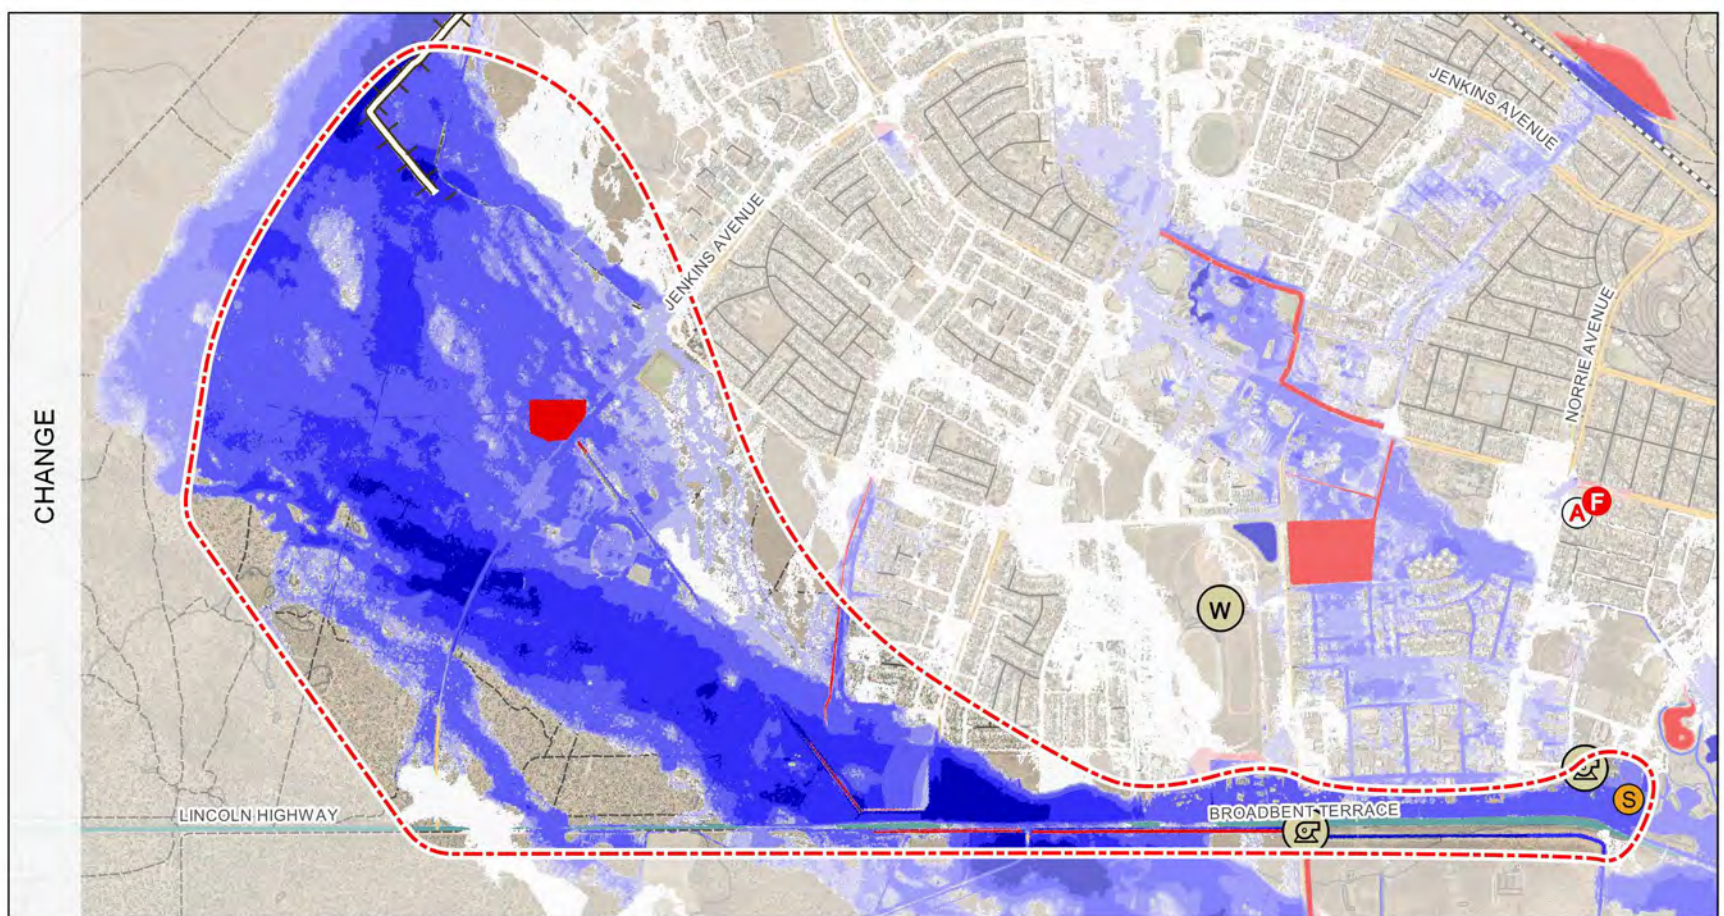 CHANGE
JENKINS AVENUE
JENKINS AVENUE
NORRIE AVENUE
A
F
W
S
LINCOLN HIGHWAY
BROADBENT TERRACE